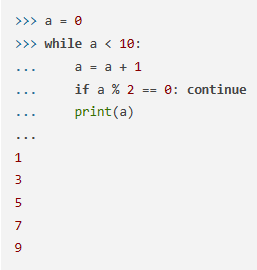 >>> a = 0
>>> while a < 10:
...     a = a + 1
...     if a % 2 == 0: continue
...     print(a)
...
1
3
5
7
9